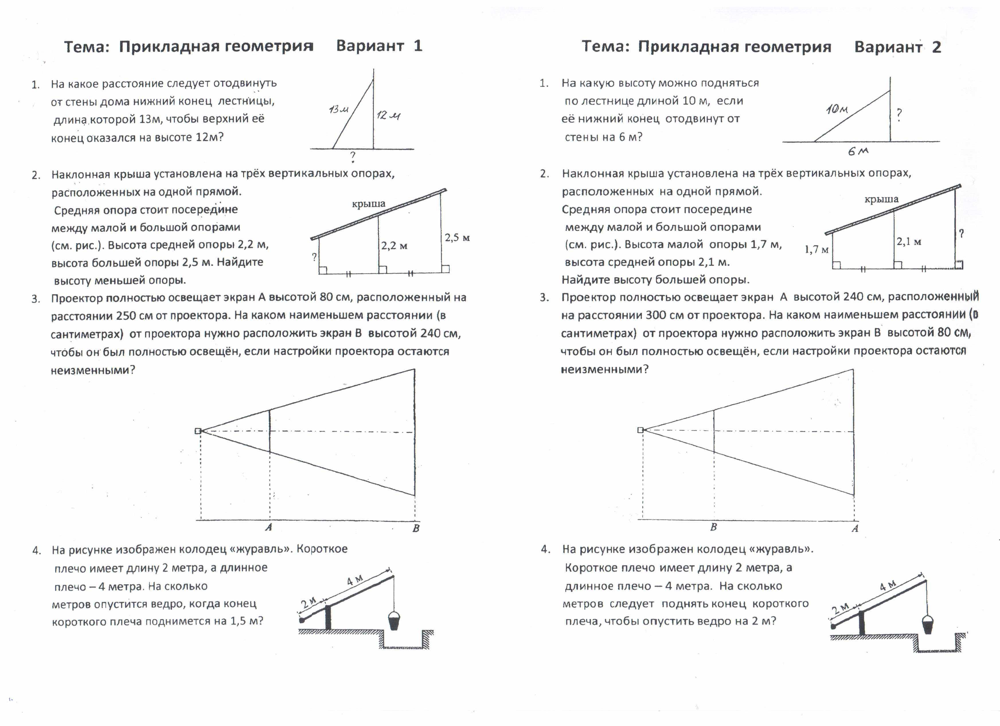 Тема: Прикладная геометрия Вариант 1
1. На какое расстояние следует отодвинуть
от стены дома нижний конец лестницы,
длина которой 13м, чтобы верхний её
конец оказался на высоте 12м?
13м
12м
?
2. Наклонная крыша установлена на трёх вертикальных опорах,
расположенных на одной прямой.
Средняя опора стоит посередине
между малой и большой опорами
(см. рис.). Высота средней опоры 2,2 м,
высота большей опоры 2,5 м. Найдите
высоту меньшей опоры.
крыша
?
2,2 м
2,5 м
3. Проектор полностью освещает экран А высотой 80 см, расположенный на
расстоянии 250 см от проектора. На каком наименьшем расстоянии (в
сантиметрах) от проектора нужно расположить экран В высотой 240 см,
чтобы он был полностью освещён, если настройки проектора остаются
неизменными?
A
B
4. На рисунке изображен колодец «журавль». Короткое
плечо имеет длину 2 метра, а длинное
плечо – 4 метра. На сколько
метров опустится ведро, когда конец
короткого плеча поднимется на 1,5 м?
2 м
4 м
Тема: Прикладная геометрия Вариант 2
1. На какую высоту можно подняться
по лестнице длиной 10 м, если
её нижний конец отодвинут от
стены на 6 м?
10м
?
6 м
2. Наклонная крыша установлена на трёх вертикальных опорах,
расположенных на одной прямой.
Средняя опора стоит посередине
между малой и большой опорами
(см. рис.). Высота малой опоры 1,7 м,
высота средней опоры 2,1 м.
Найдите высоту большей опоры.
крыша
1,7 м
2,1 м
?
3. Проектор полностью освещает экран А высотой 240 см, расположенный
на расстоянии 300 см от проектора. На каком наименьшем расстоянии (в
сантиметрах) от проектора нужно расположить экран В высотой 80 см,
чтобы он был полностью освещён, если настройки проектора остаются
неизменными?
B
A
4. На рисунке изображен колодец «журавль».
Короткое плечо имеет длину 2 метра, а
длинное плечо – 4 метра. На сколько
метров следует поднять конец короткого
плеча, чтобы опустить ведро на 2 м?
2 м
4 м